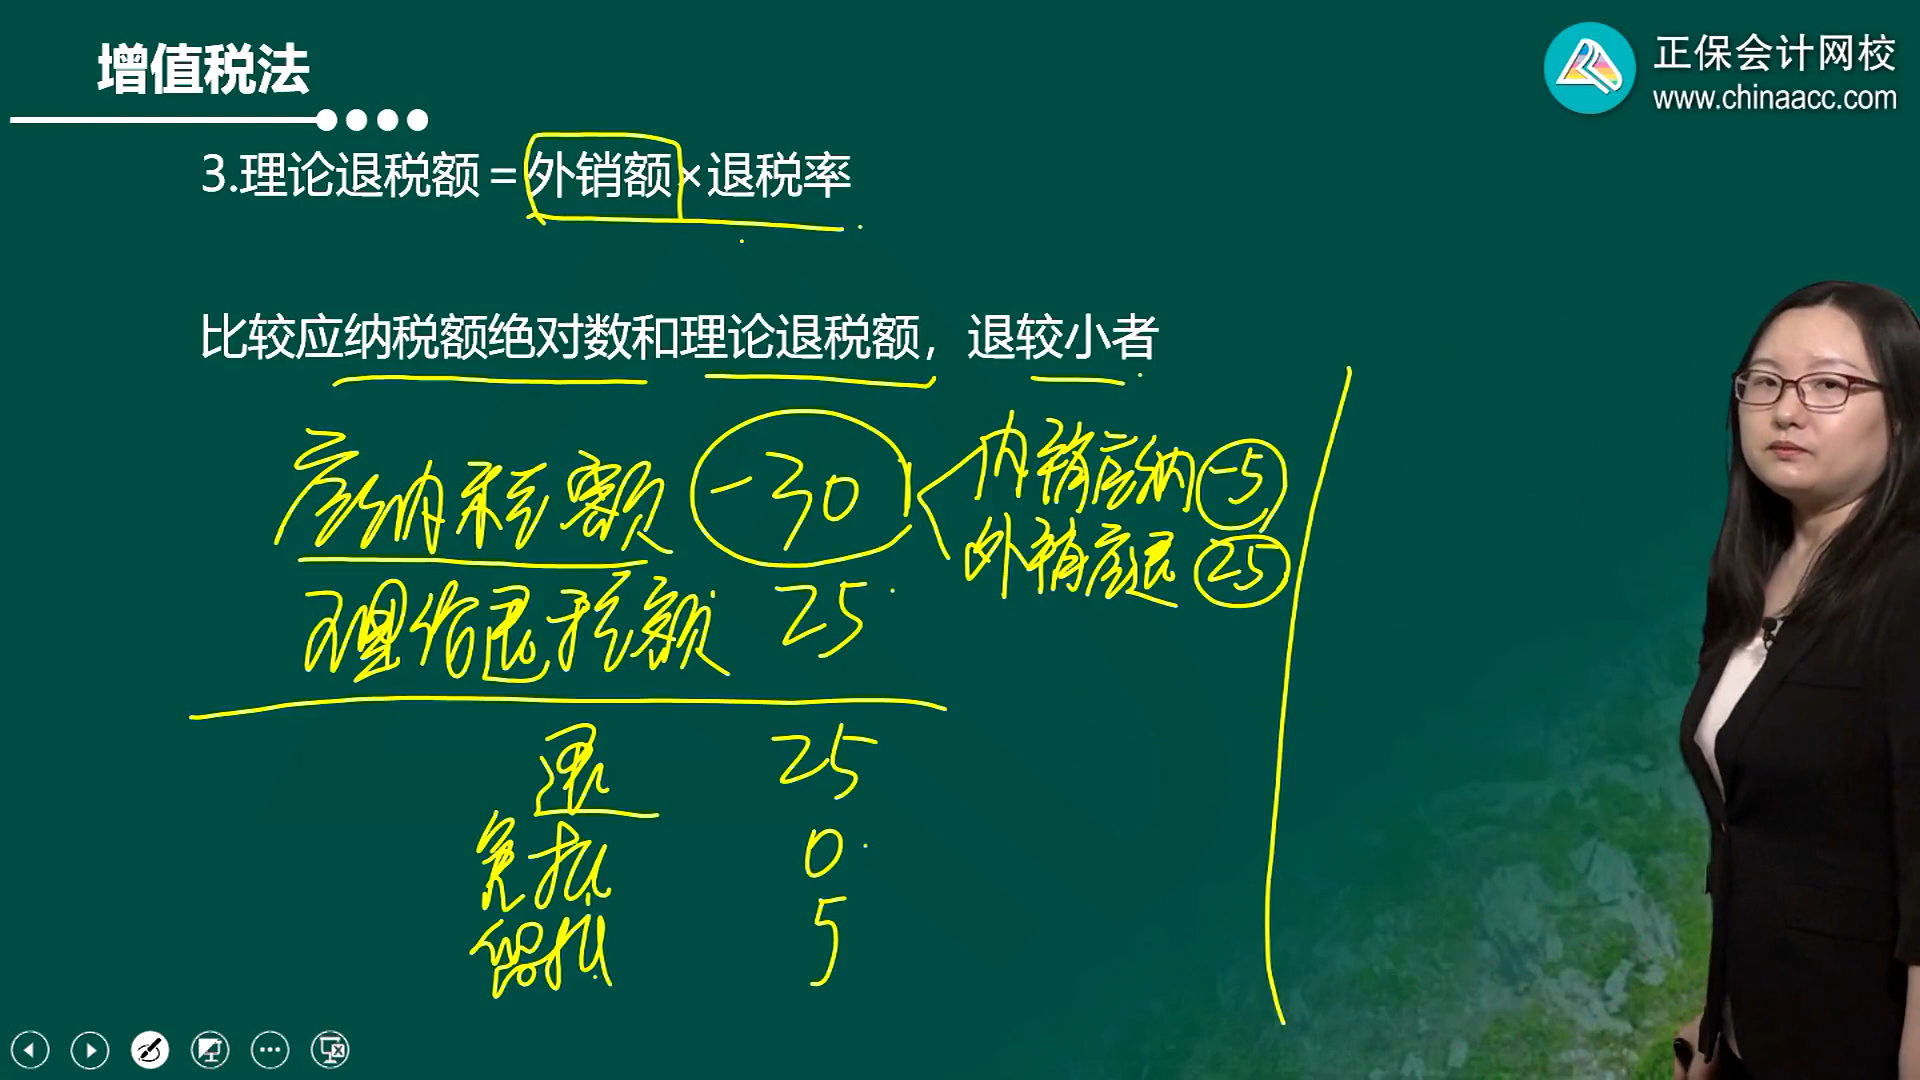 增值税法
正保会计网校
www.chinaacc.com
3.理论退税额=外销额×退税率
比较应纳税额绝对数和理论退税额，退较小者
应纳税额 -30
内销应纳 -5
外销应退 25
理论退税额 25
退 25
免抵 0
留抵 5